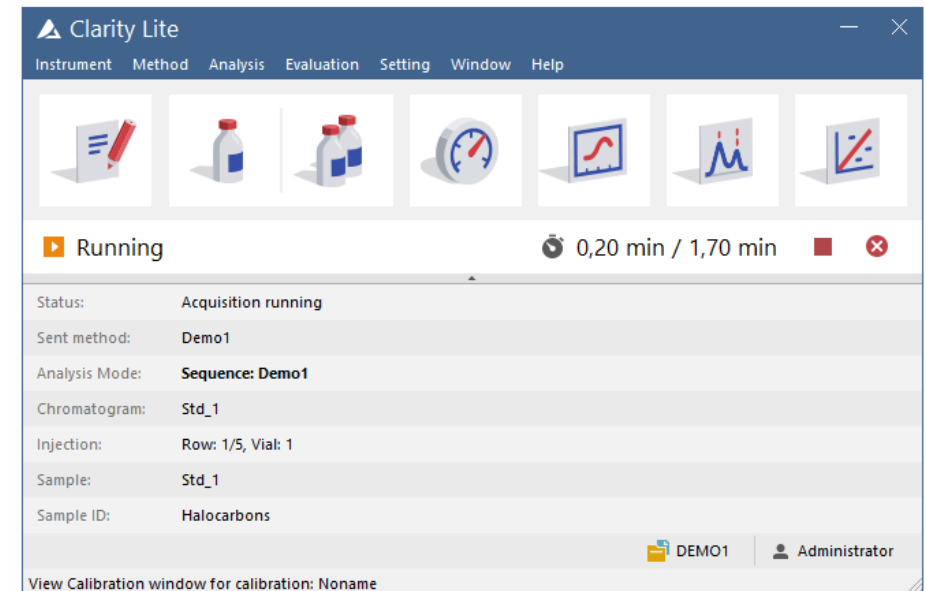 Clarity Lite
Instrument Method Analysis Evaluation Setting Window Help
Running 0,20 min / 1,70 min
Status: Acquisition running
Sent method: Demo1
Analysis Mode: Sequence: Demo1
Chromatogram: Std_1
Injection: Row: 1/5, Vial: 1
Sample: Std_1
Sample ID: Halocarbons
DEMO1 Administrator
View Calibration window for calibration: Noname